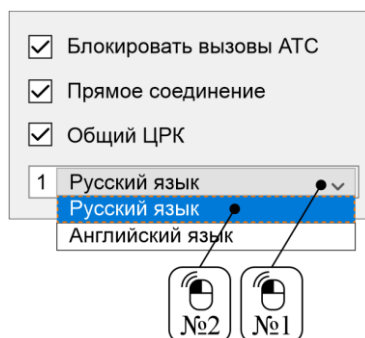 Блокировать вызовы АТС
Прямое соединение
Общий ЦРК
1 Русский язык
Русский язык
Английский язык
№2 №1